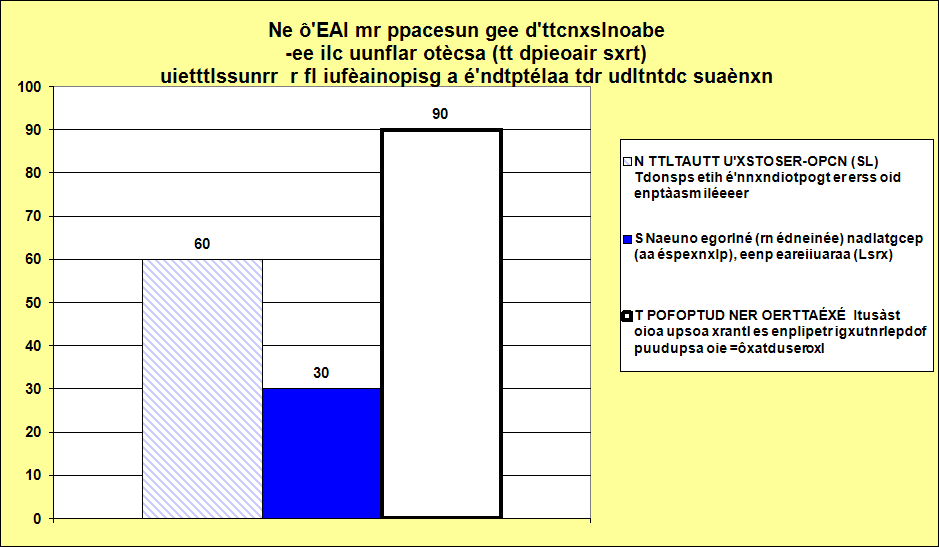 Ne ô'EAI mr ppacesun gee d'ttcnxslnoabe
-ee ilc uunflar otècsa (tt dpieoair sxrt)
uietttlssunrr r fl iufèainopisg a é'ndtptélaa tdr udltntdc suaènxn
100
90
80
70
60
50
40
30
20
10
0
60
30
90
N TTLTAUTT U'XSTOSER-OPCN (SL)
Tdonsps etih é'nnxndiotpogt er erss oid
enptàasm iléeeer
S Naeuno egorlné (rn édneinée) nadlatgcep
(aa éspexnxlp), eenp eareiiuaraa (Lsrx)
T POFOPTUD NER OERTTAÉXÉ Itusàst
oioa upsoa xrantl es enplipetr igxutnrlepdof
puudupsa oie =ôxatduseroxl